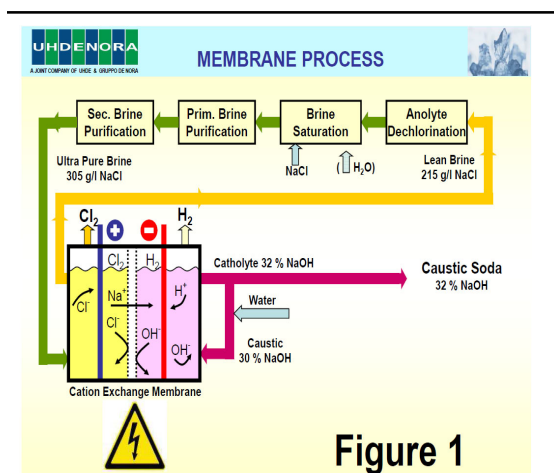 UHDENORA
A JOINT COMPANY OF UHDE & GRUPPO DE NORA
MEMBRANE PROCESS
Sec. Brine
Purification
Prim. Brine
Purification
Brine
Saturation
Anolyte
Dechlorination
Ultra Pure Brine
305 g/l NaCl
NaCl
( H₂O)
Lean Brine
215 g/l NaCl
Cl₂
+
−
H₂
Cl₂
H₂
Catholyte 32 % NaOH
Caustic Soda
32 % NaOH
Na⁺
H⁺
Cl⁻
Cl⁻
OH⁻
OH⁻
Water
Caustic
30 % NaOH
Cation Exchange Membrane
Figure 1